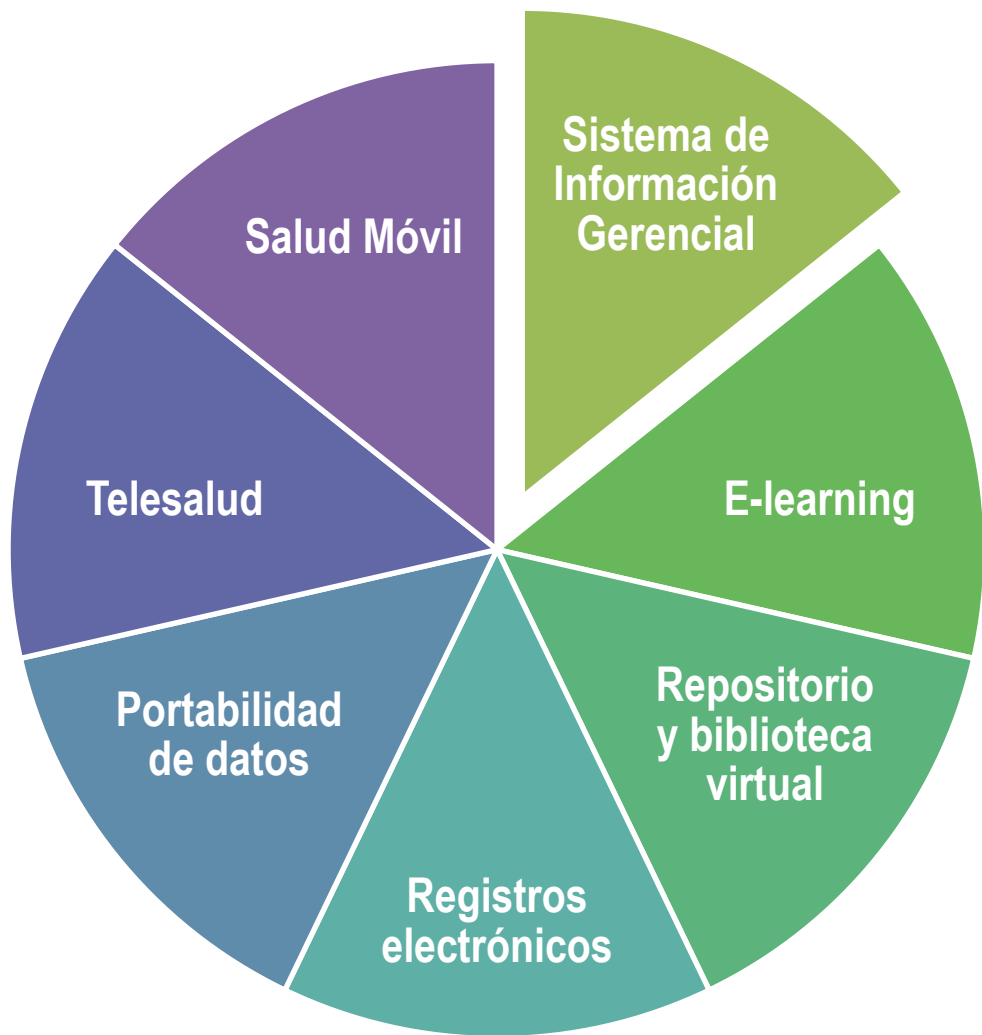 Sistema de
Información
Gerencial
E-learning
Repositorio
y biblioteca
virtual
Registros
electrónicos
Portabilidad
de datos
Telesalud
Salud Móvil